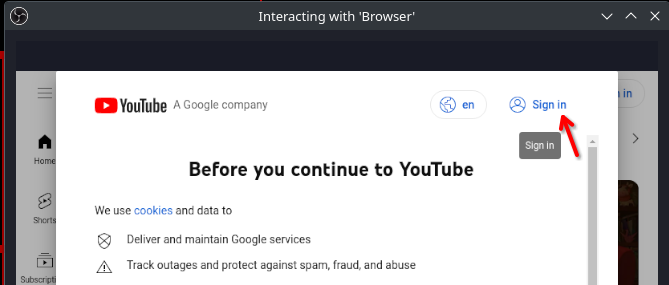 Interacting with 'Browser'
YouTube A Google company
en
Sign in
n in
Sign in
Before you continue to YouTube
Home
We use cookies and data to
Shorts
Deliver and maintain Google services
Track outages and protect against spam, fraud, and abuse
Subscripti